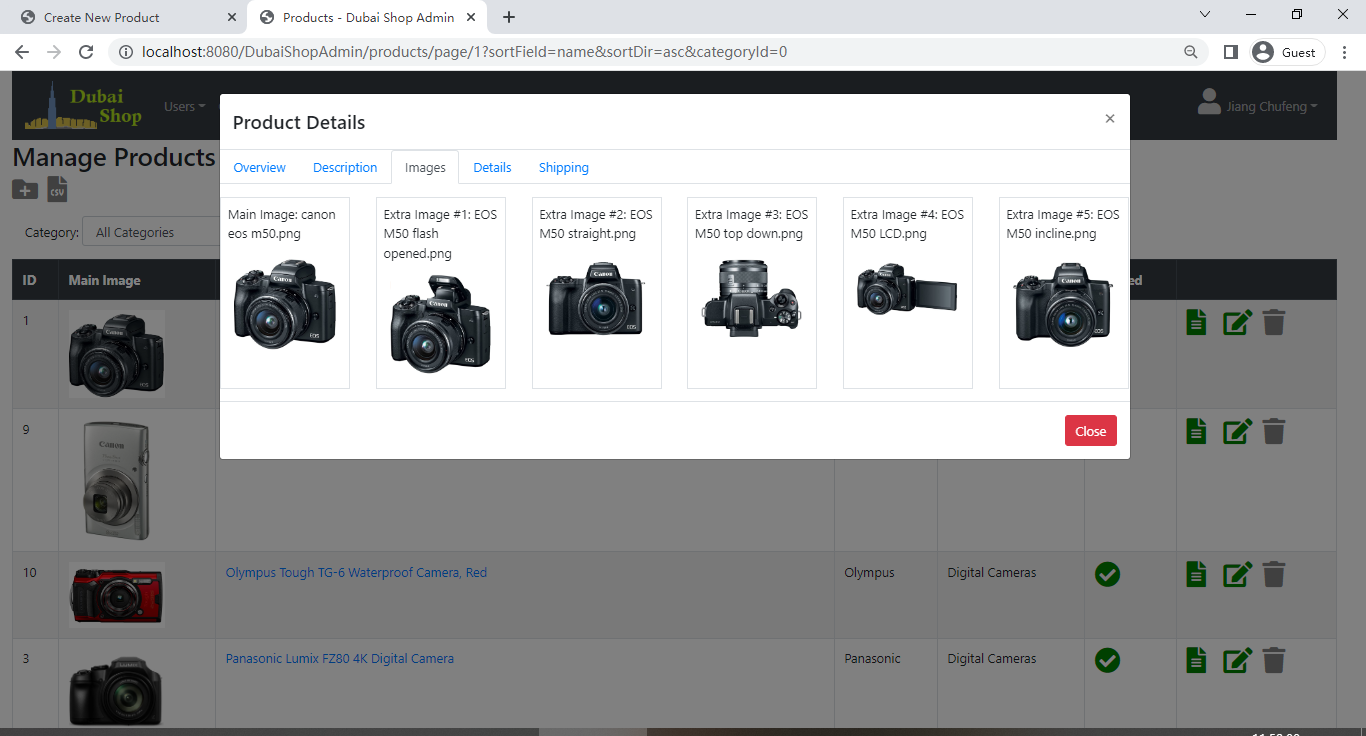 Create New Product
Products - Dubai Shop Admin
localhost:8080/DubaiShopAdmin/products/page/1?sortField=name&sortDir=asc&categoryId=0
Guest
Dubai
Shop
Users
Jiang Chufeng
Manage Products
CSV
Category:
All Categories
Product Details
×
Overview
Description
Images
Details
Shipping
Main Image: canon
eos m50.png
Extra Image #1: EOS
M50 flash
opened.png
Extra Image #2: EOS
M50 straight.png
Extra Image #3: EOS
M50 top down.png
Extra Image #4: EOS
M50 LCD.png
Extra Image #5: EOS
M50 incline.png
Close
ID
Main Image
ed
1
9
10
Olympus Tough TG-6 Waterproof Camera, Red
Olympus
Digital Cameras
3
Panasonic Lumix FZ80 4K Digital Camera
Panasonic
Digital Cameras